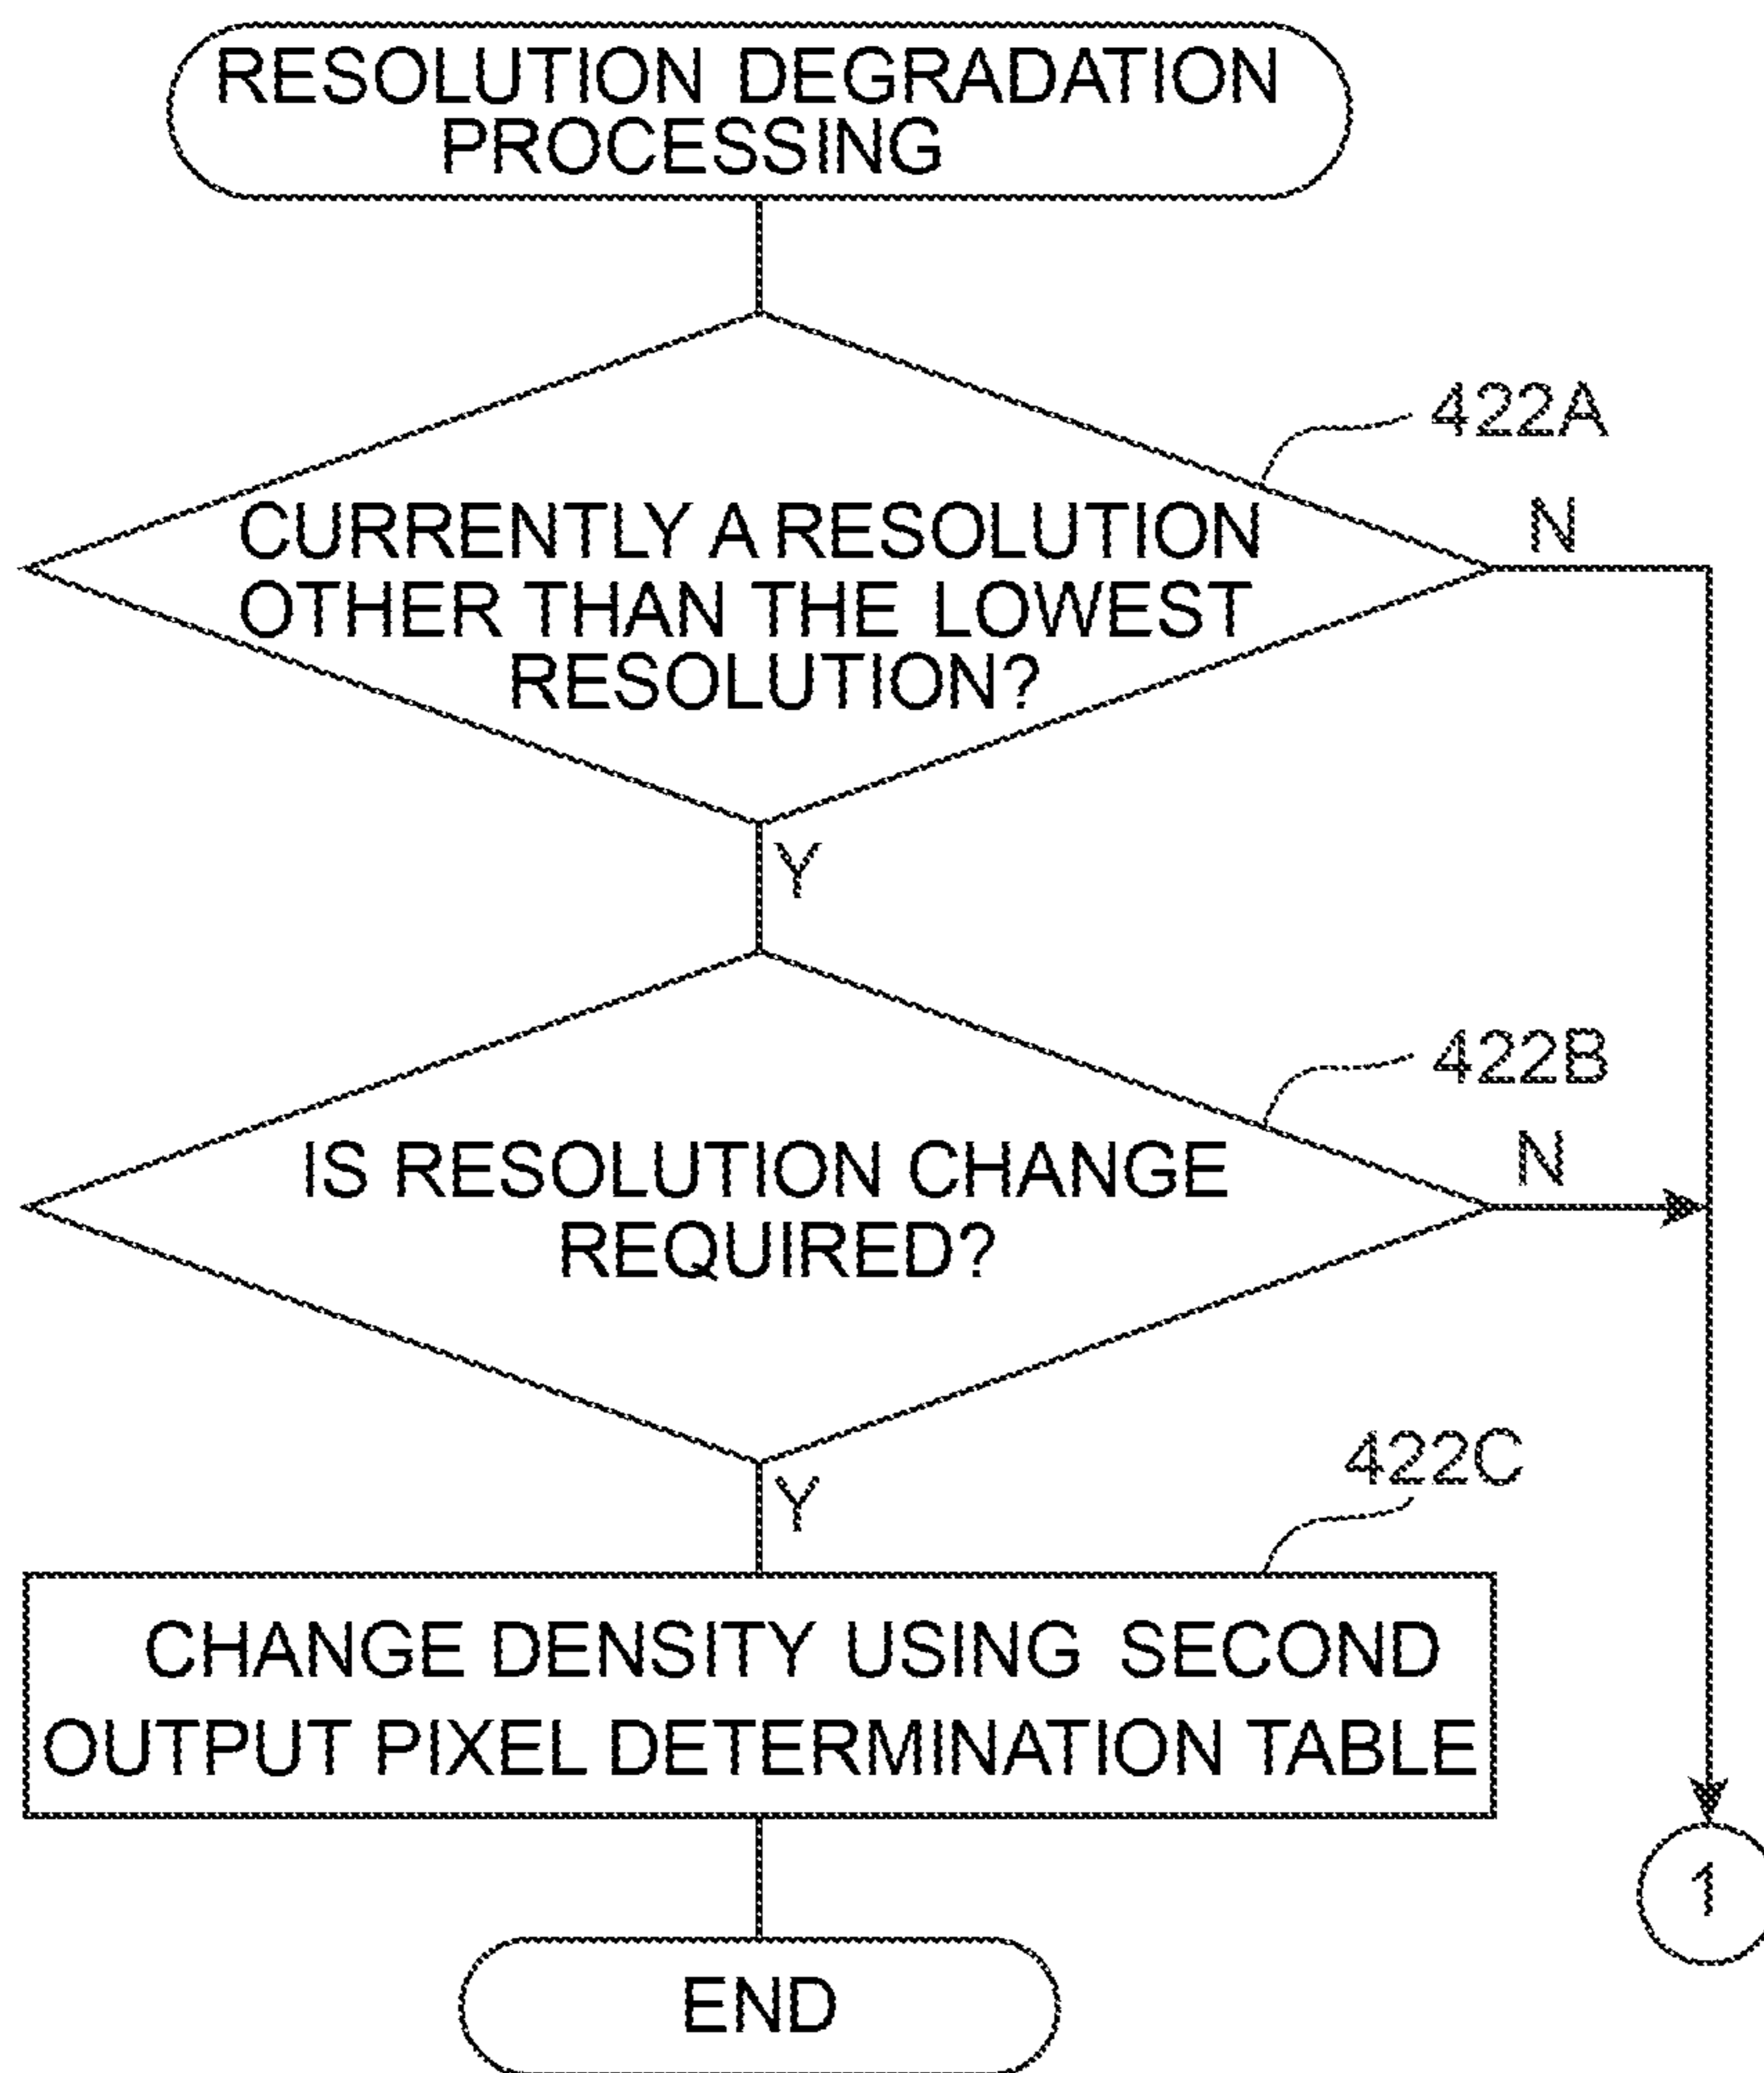 RESOLUTION DEGRADATION
PROCESSING
422A
CURRENTLY A RESOLUTION
OTHER THAN THE LOWEST
RESOLUTION?
N
Y
422B
IS RESOLUTION CHANGE
REQUIRED?
N
Y
422C
CHANGE DENSITY USING SECOND
OUTPUT PIXEL DETERMINATION TABLE
1
END